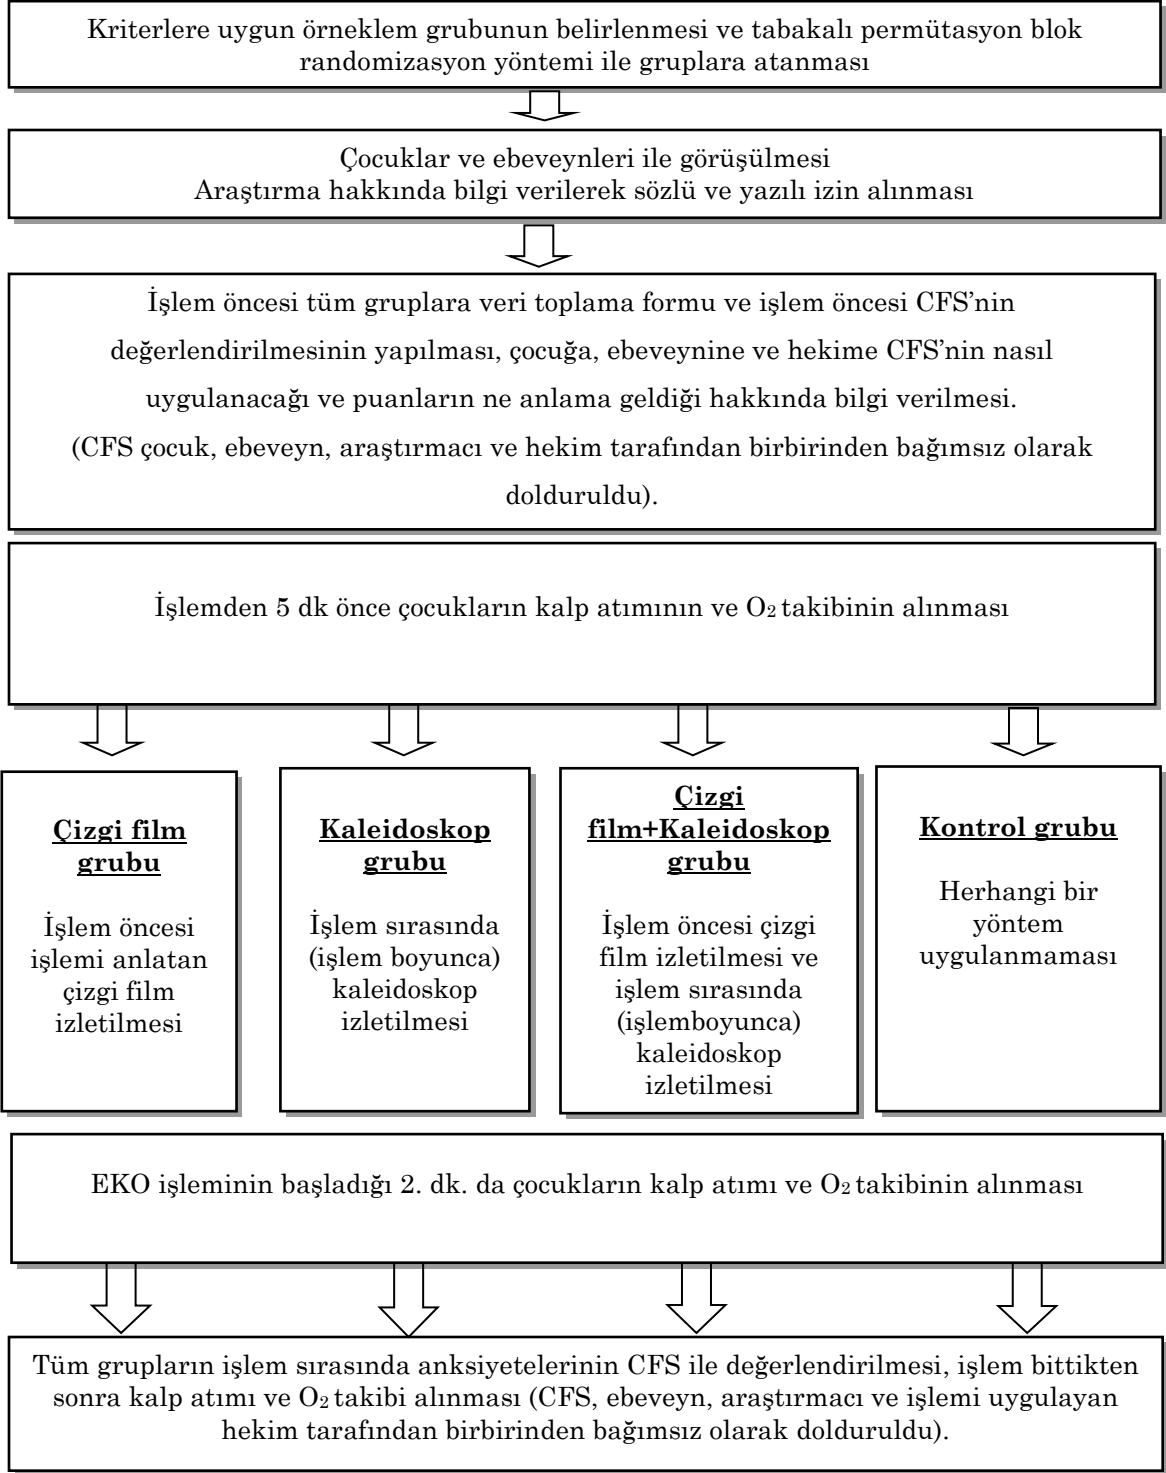 Kriterlere uygun örneklem grubunun belirlenmesi ve tabakalı permütasyon blok
randomizasyon yöntemi ile gruplara atanması
Çocuklar ve ebeveynleri ile görüşülmesi
Araştırma hakkında bilgi verilerek sözlü ve yazılı izin alınması
İşlem öncesi tüm gruplara veri toplama formu ve işlem öncesi CFS’nin
değerlendirilmesinin yapılması, çocuğa, ebeveynine ve hekime CFS’nin nasıl
uygulanacağı ve puanların ne anlama geldiği hakkında bilgi verilmesi.
(CFS çocuk, ebeveyn, araştırmacı ve hekim tarafından birbirinden bağımsız olarak
dolduruldu).
İşlemden 5 dk önce çocukların kalp atımının ve O₂ takibinin alınması
Çizgi film
grubu
İşlem öncesi
işlemi anlatan
çizgi film
izletilmesi
Kaleidoskop
grubu
İşlem sırasında
(işlem boyunca)
kaleidoskop
izletilmesi
Çizgi
film+Kaleidoskop
grubu
İşlem öncesi çizgi
film izletilmesi ve
işlem sırasında
(işlemboyunca)
kaleidoskop
izletilmesi
Kontrol grubu
Herhangi bir
yöntem
uygulanmaması
EKO işleminin başladığı 2. dk. da çocukların kalp atımı ve O₂ takibinin alınması
Tüm grupların işlem sırasında anksiyetelerinin CFS ile değerlendirilmesi, işlem bittikten
sonra kalp atımı ve O₂ takibi alınması (CFS, ebeveyn, araştırmacı ve işlemi uygulayan
hekim tarafından birbirinden bağımsız olarak dolduruldu).